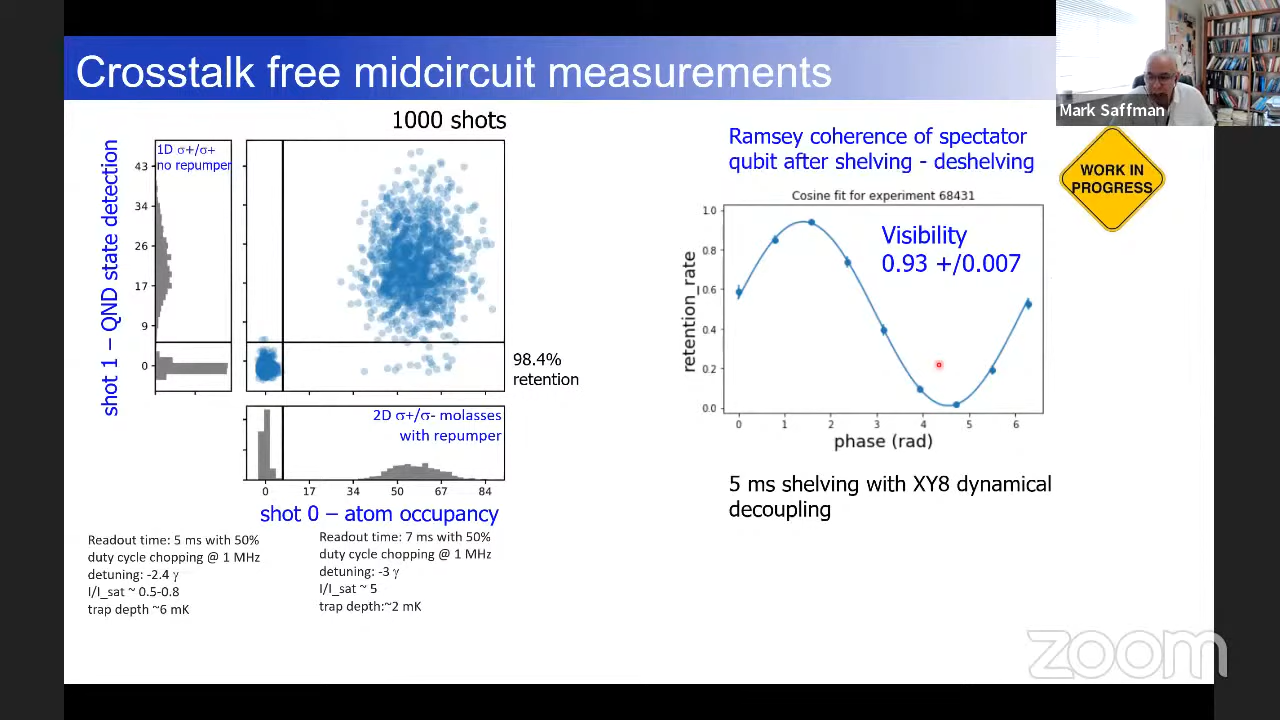 Crosstalk free midcircuit measurements
Mark Saffman
1000 shots
shot 1 – QND state detection
1D σ+/σ+
no repumper
43
34
26
17
9
0
98.4%
retention
2D σ+/σ- molasses
with repumper
0 17 34 50 67 84
shot 0 – atom occupancy
Readout time: 5 ms with 50%
duty cycle chopping @ 1 MHz
detuning: -2.4 γ
I/I_sat ~ 0.5-0.8
trap depth ~6 mK
Readout time: 7 ms with 50%
duty cycle chopping @ 1 MHz
detuning: -3 γ
I/I_sat ~ 5
trap depth:~2 mK
Ramsey coherence of spectator
qubit after shelving - deshelving
WORK IN
PROGRESS
Cosine fit for experiment 68431
Visibility
0.93 +/0.007
retention_rate
1.0
0.8
0.6
0.4
0.2
0.0
0 1 2 3 4 5 6
phase (rad)
5 ms shelving with XY8 dynamical
decoupling
zoom